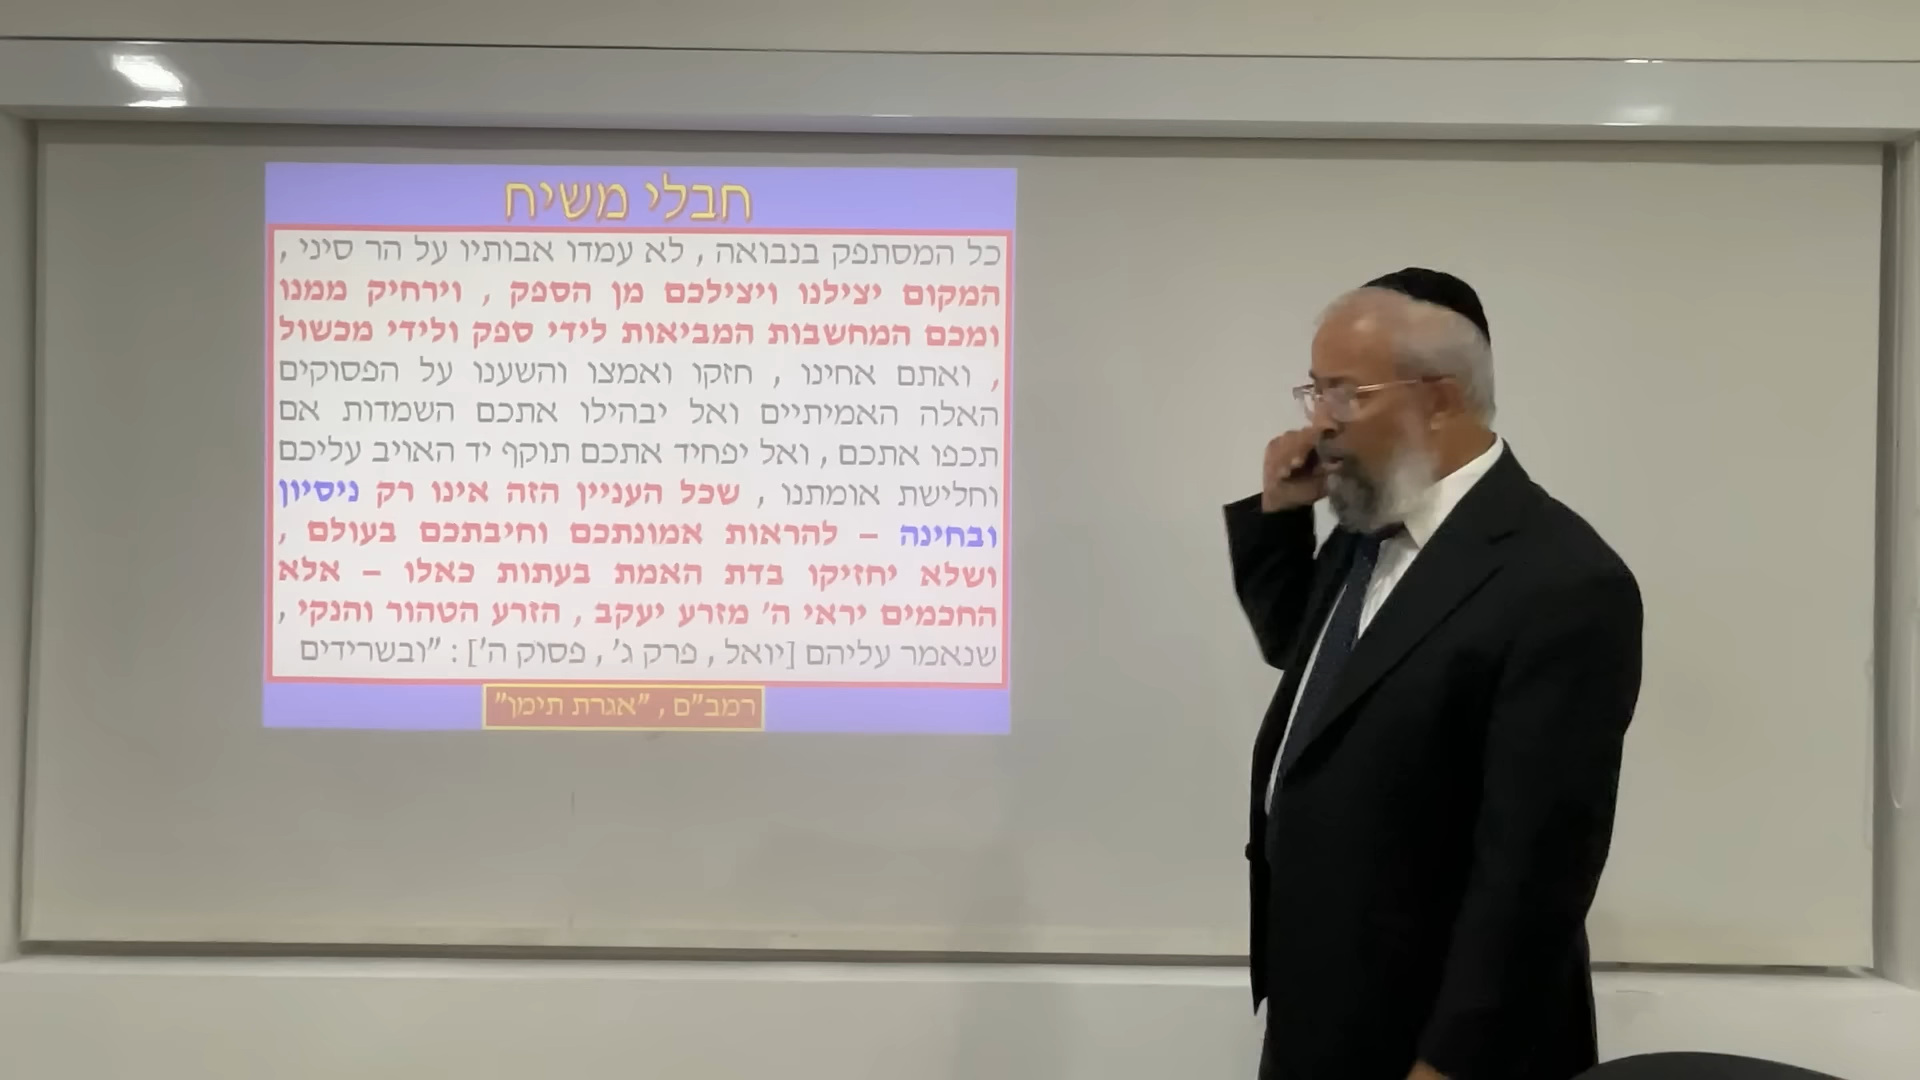 חבלי משיח
כל המסתפק בנבואה , לא עמדו אבותיו על הר סיני ,
המקום יצילנו ויצילכם מן הספק , וירחיק ממנו
ומכם המחשבות המביאות לידי ספק ולידי מכשול
, ואתם אחינו , חזקו ואמצו והשענו על הפסוקים
האלה האמיתיים ואל יבהילו אתכם השמדות אם
תכפו אתכם , ואל יפחיד אתכם תוקף יד האויב עליכם
וחלישת אומתנו , שכל העניין הזה אינו רק ניסיון
ובחינה – להראות אמונתכם וחיבתכם בעולם ,
ושלא יחזיקו בדת האמת בעתות כאלו – אלא
החכמים יראי ה' מזרע יעקב , הזרע הטהור והנקי ,
שנאמר עליהם [יואל , פרק ג' , פסוק ה'] : "ובשרידים
רמב"ם , "אגרת תימן"